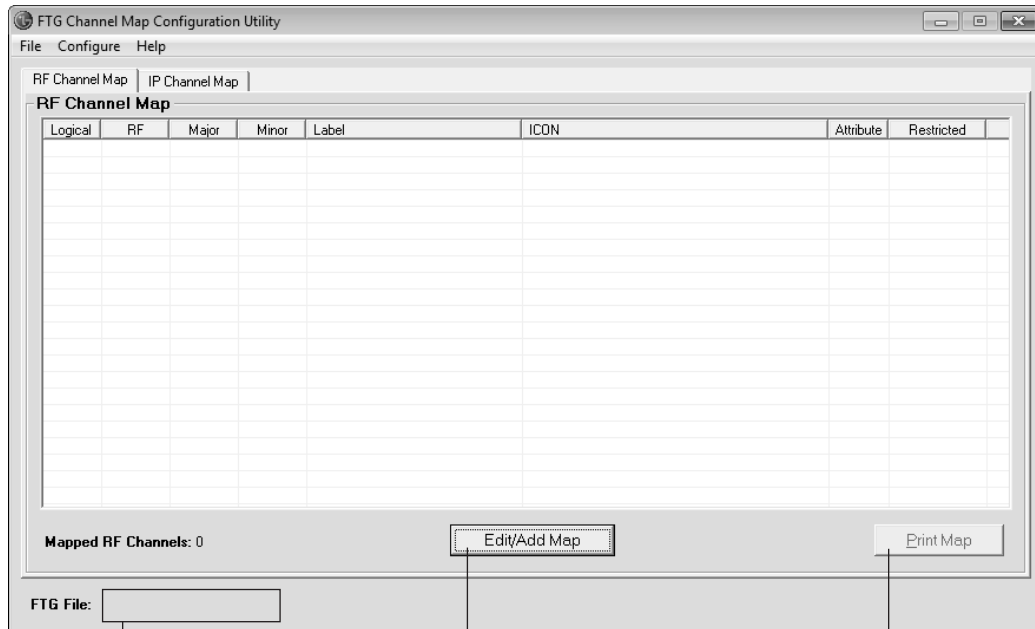 FTG Channel Map Configuration Utility
File Configure Help
RF Channel Map IP Channel Map
RF Channel Map
Logical RF Major Minor Label ICON Attribute Restricted
Mapped RF Channels: 0
Edit/Add Map
Print Map
FTG File: